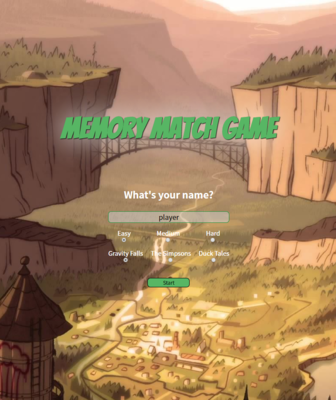 MEMORY MATCH GAME
What's your name?
player
Easy Medium Hard
Gravity Falls The Simpsons Duck Tales
Start